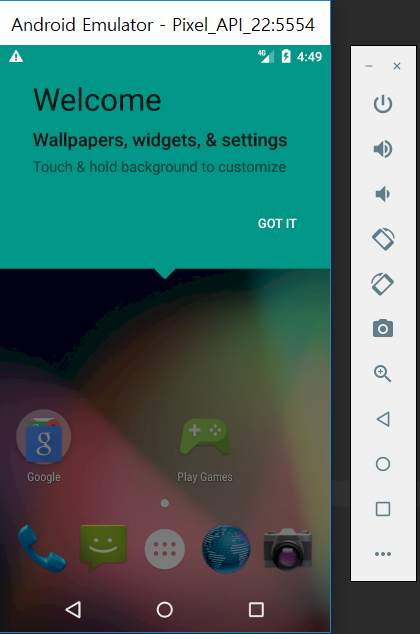 Android Emulator - Pixel_API_22:5554
4G 4:49
Welcome
Wallpapers, widgets, & settings
Touch & hold background to customize
GOT IT
g
Google
Play Games